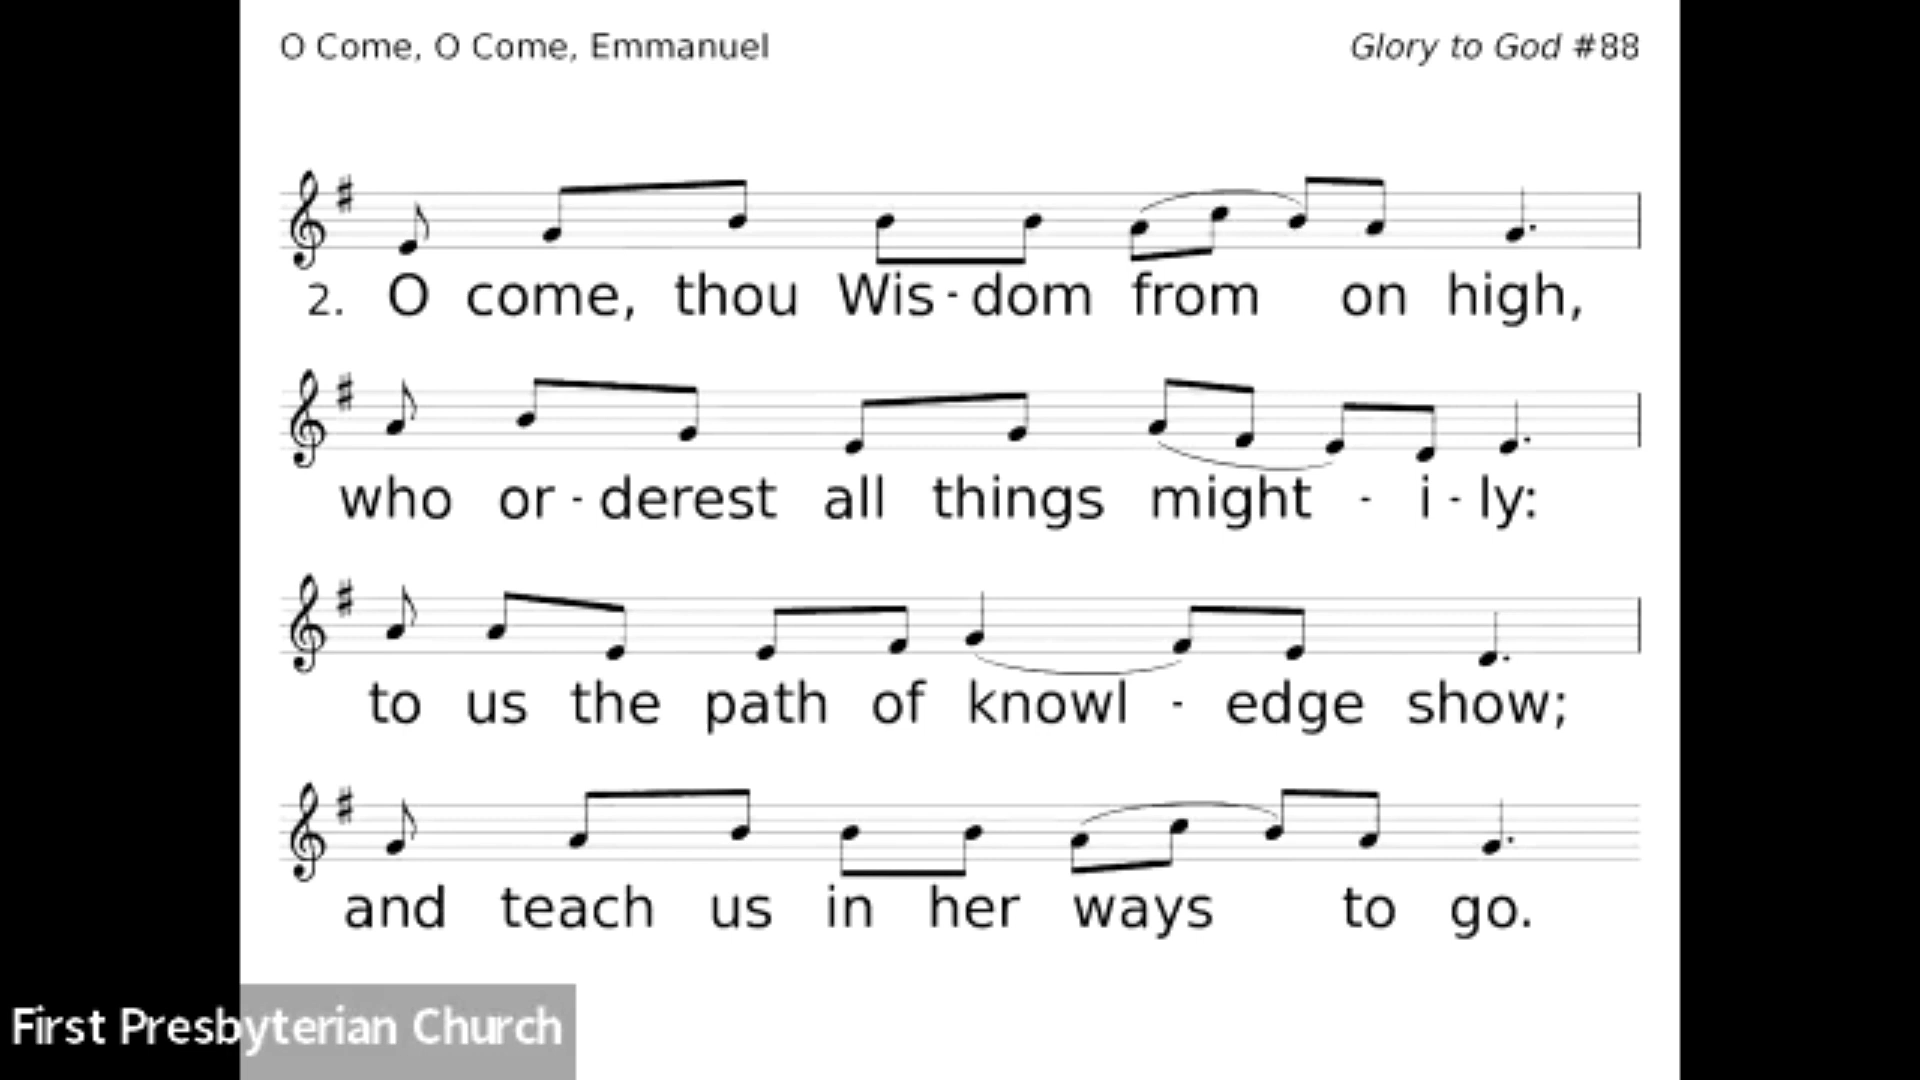 O Come, O Come, Emmanuel Glory to God #88
2. O come, thou Wis - dom from on high,
who or - derest all things might - i - ly:
to us the path of knowl - edge show;
and teach us in her ways to go.
First Presbyterian Church